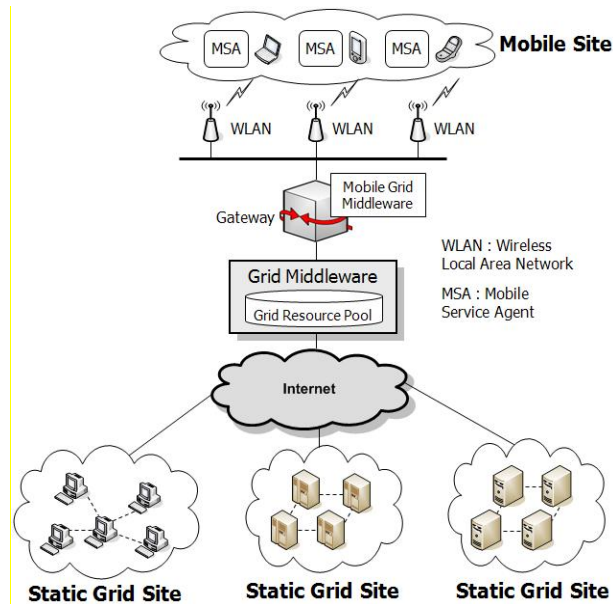 MSA
MSA
MSA
Mobile Site
WLAN
WLAN
WLAN
Mobile Grid
Middleware
Gateway
WLAN : Wireless
Local Area Network
MSA : Mobile
Service Agent
Grid Middleware
Grid Resource Pool
Internet
Static Grid Site
Static Grid Site
Static Grid Site